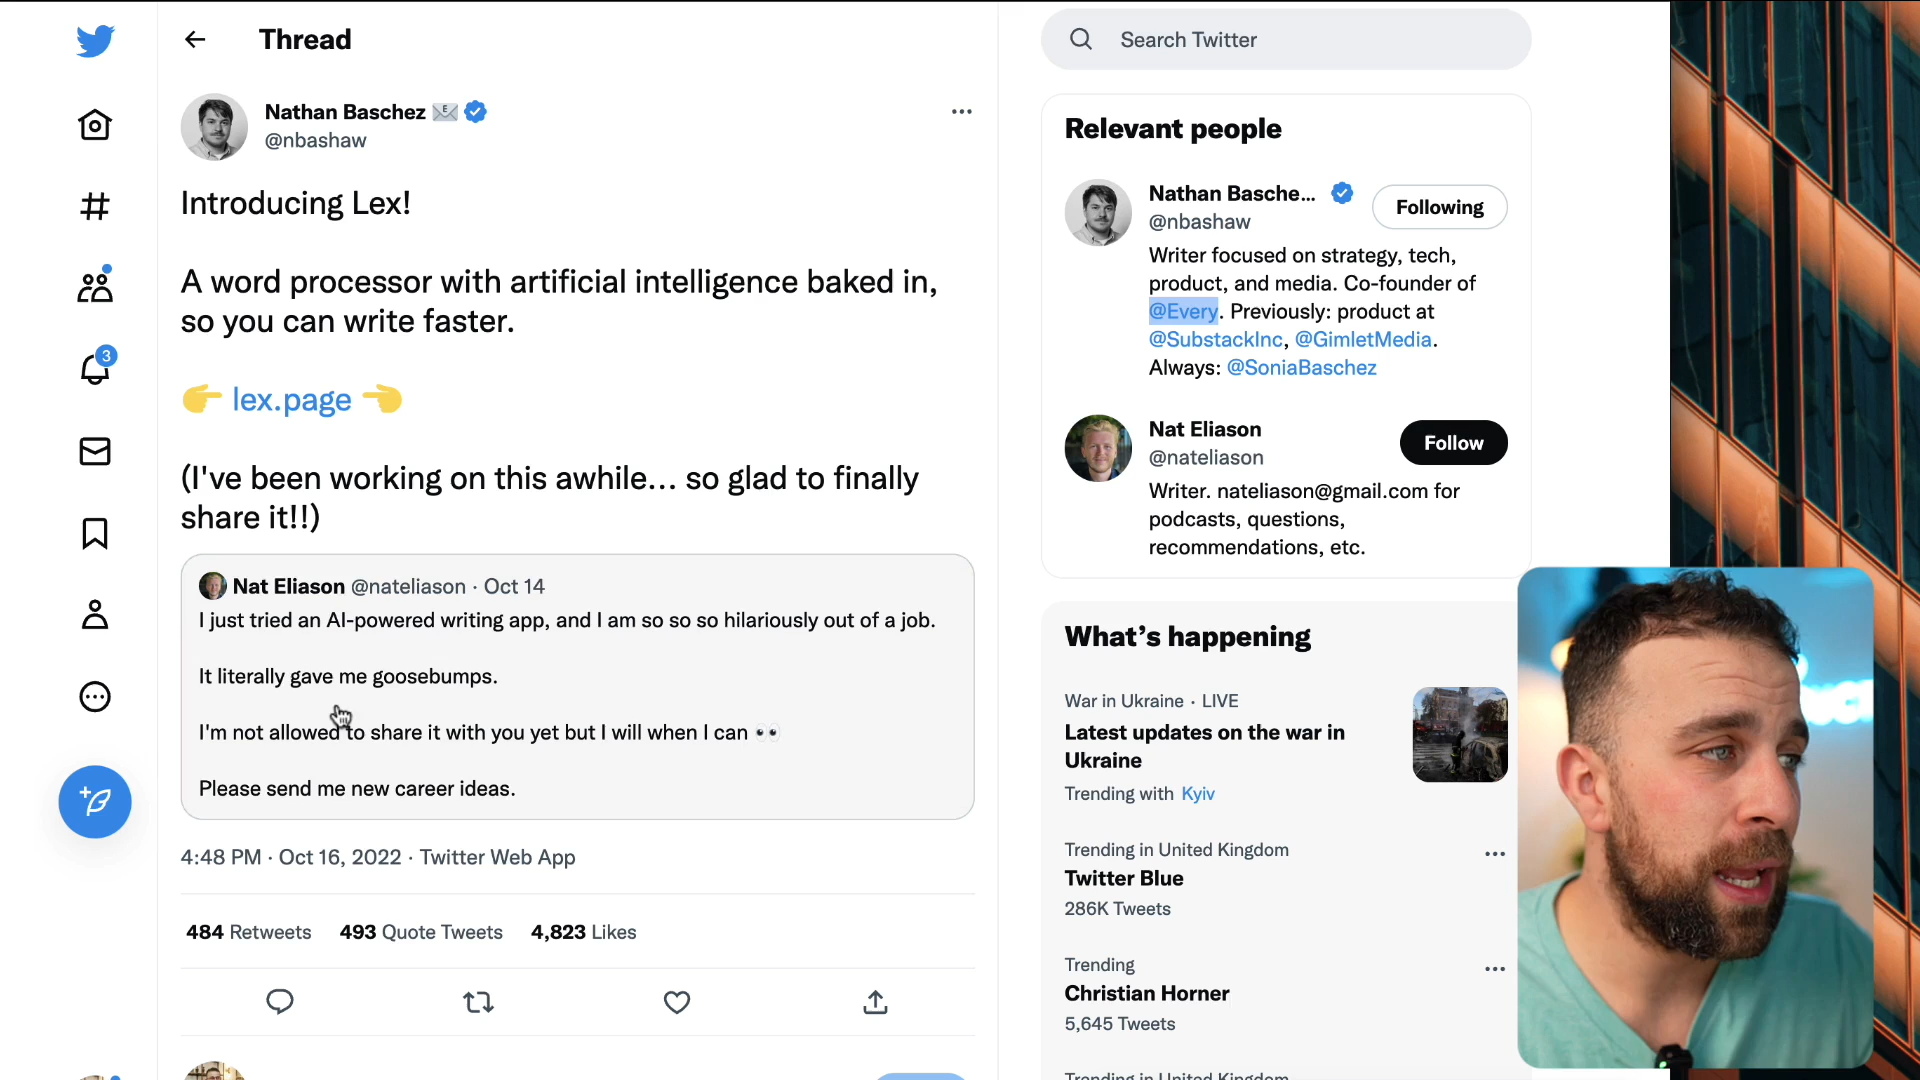 Thread
Nathan Baschez
@nbashaw
Introducing Lex!
A word processor with artificial intelligence baked in,
so you can write faster.
👉 lex.page 👈
(I've been working on this awhile... so glad to finally
share it!!)
Nat Eliason @nateliason · Oct 14
I just tried an AI-powered writing app, and I am so so so hilariously out of a job.
It literally gave me goosebumps.
I'm not allowed to share it with you yet but I will when I can 👀
Please send me new career ideas.
4:48 PM · Oct 16, 2022 · Twitter Web App
484 Retweets 493 Quote Tweets 4,823 Likes
3
Search Twitter
Relevant people
Nathan Basche...
@nbashaw
Following
Writer focused on strategy, tech,
product, and media. Co-founder of
@Every. Previously: product at
@SubstackInc, @GimletMedia.
Always: @SoniaBaschez
Nat Eliason
@nateliason
Follow
Writer. nateliason@gmail.com for
podcasts, questions,
recommendations, etc.
What's happening
War in Ukraine · LIVE
Latest updates on the war in
Ukraine
Trending with Kyiv
Trending in United Kingdom
Twitter Blue
286K Tweets
Trending
Christian Horner
5,645 Tweets
Trending in United Kingdom